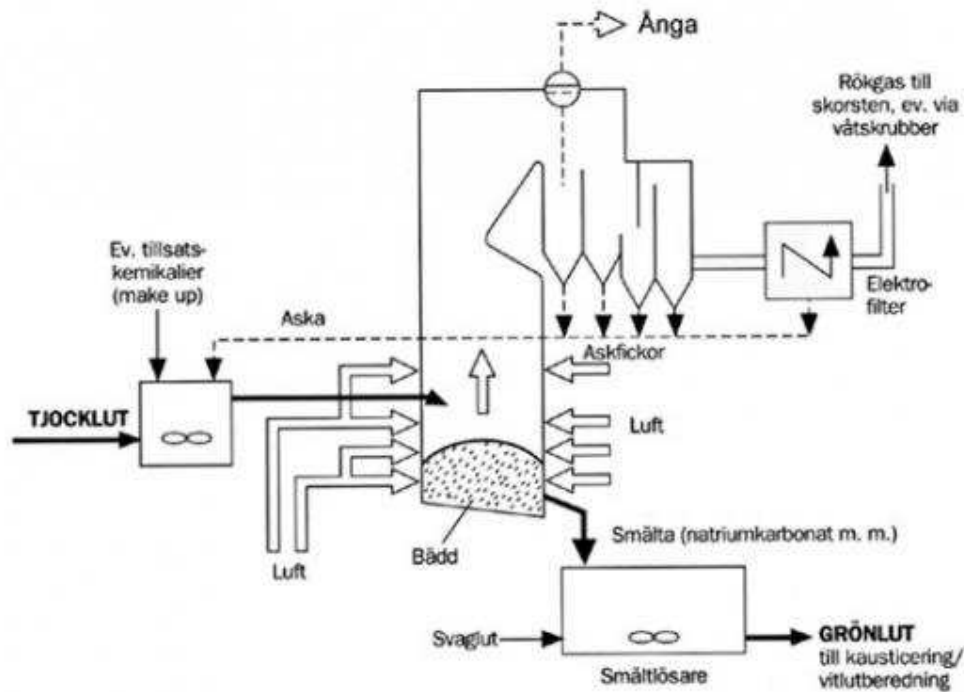 Ånga
Rökgas till
skorsten, ev. via
våtskrubber
Ev. tillsats-
kemikalier
(make up)
Elektro-
filter
Aska
Askfickor
TJOCKLUT
Luft
Bädd
Luft
Smälta (natriumkarbonat m. m.)
Svaglut
GRÖNLUT
till kausticering/
vitlutberedning
Smältlösare